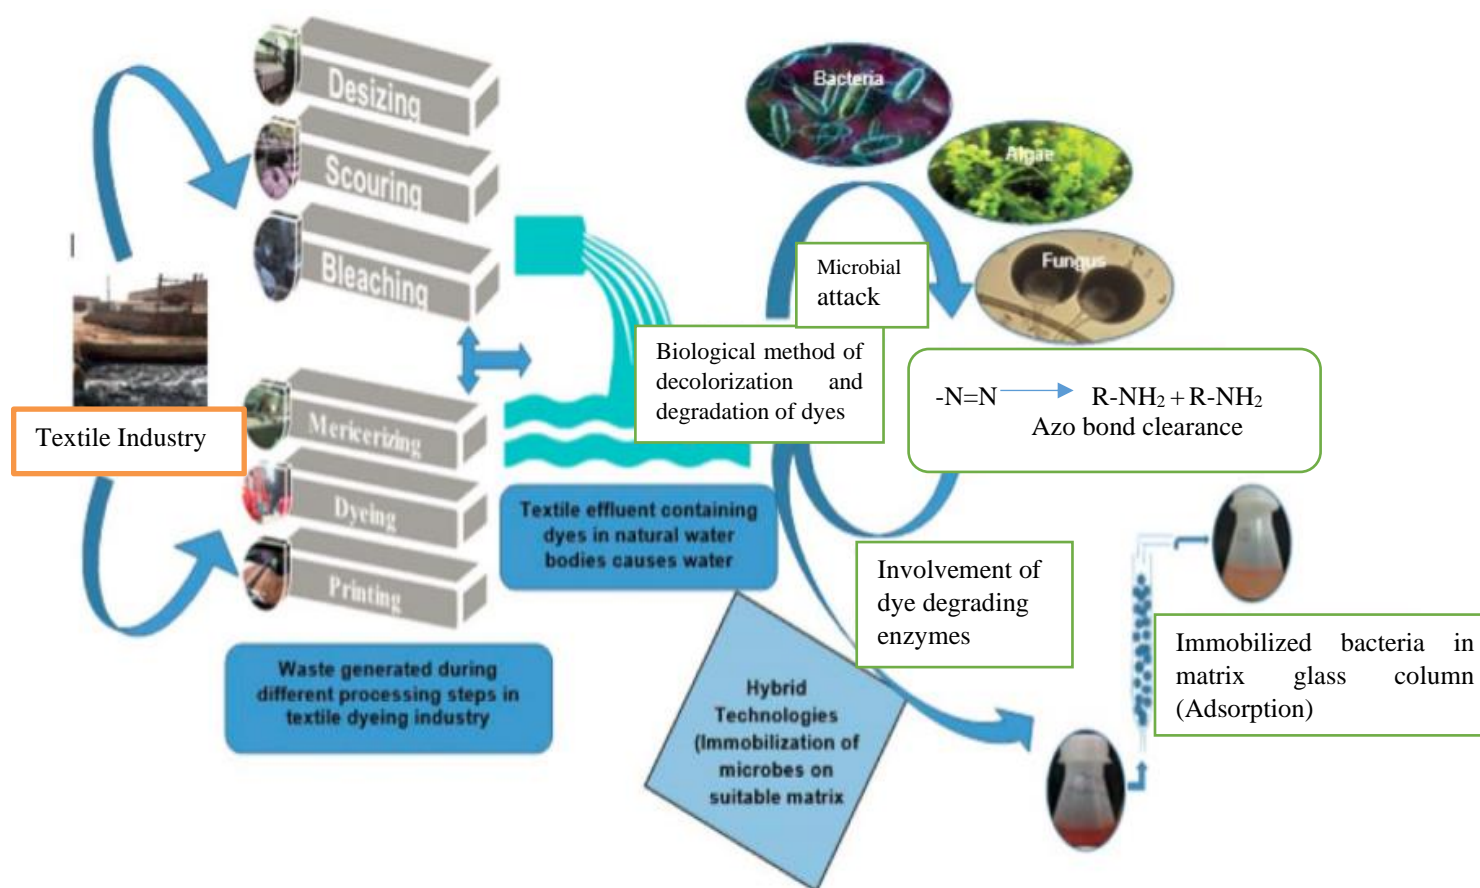 Desizing
Scouring
Bleaching
Textile Industry
Mericerizing
Dyeing
Printing
Waste generated during
different processing steps in
textile dyeing industry
Textile effluent containing
dyes in natural water
bodies causes water
Biological method of
decolorization and
degradation of dyes
Microbial
attack
Bacteria
Algae
Fungus
-N=N → R-NH₂ + R-NH₂
Azo bond clearance
Involvement of
dye degrading
enzymes
Hybrid
Technologies
(Immobilization of
microbes on
suitable matrix
Immobilized bacteria in
matrix glass column
(Adsorption)